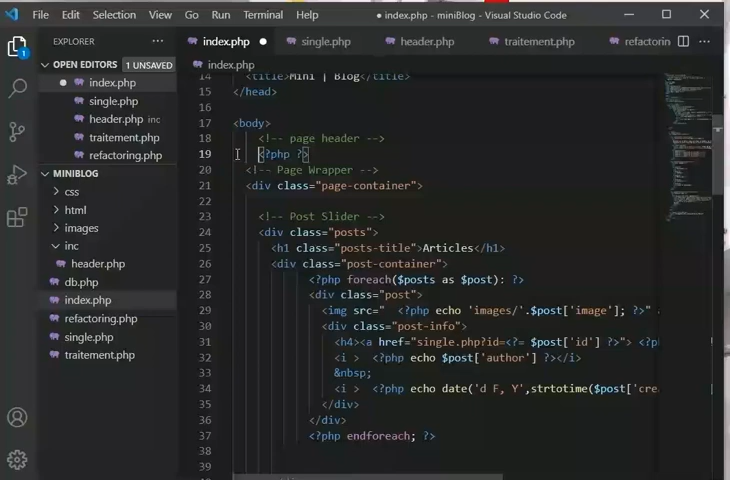 File Edit Selection View Go Run Terminal Help ● index.php - miniBlog - Visual Studio Code
EXPLORER
OPEN EDITORS 1 UNSAVED
index.php
single.php
header.php inc
traitement.php
refactoring.php
MINIBLOG
css
html
images
inc
header.php
db.php
index.php
refactoring.php
single.php
traitement.php
1
index.php
single.php
header.php
traitement.php
refactorin
index.php
14 <title>Mini | Blog</title>
15 </head>
16
17 <body>
18 <!-- page header -->
19 <?php ?>
20 <!-- Page Wrapper -->
21 <div class="page-container">
22
23 <!-- Post Slider -->
24 <div class="posts">
25 <h1 class="posts-title">Articles</h1>
26 <div class="post-container">
27 <?php foreach($posts as $post): ?>
28 <div class="post">
29 <img src=" <?php echo 'images/'.$post['image']; ?>"
30 <div class="post-info">
31 <h4><a href="single.php?id=<?= $post['id'] ?>"> <?p
32 <i > <?php echo $post['author'] ?></i>
33 &nbsp;
34 <i > <?php echo date('d F, Y',strtotime($post['cre
35 </div>
36 </div>
37 <?php endforeach; ?>
38
39